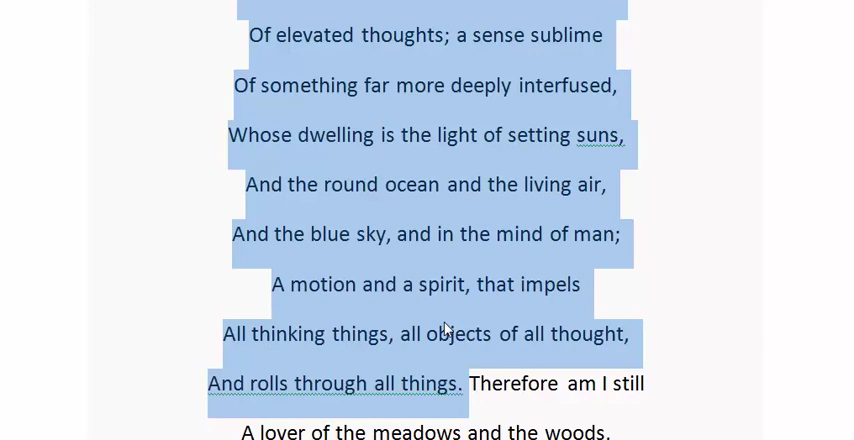 Of elevated thoughts; a sense sublime
Of something far more deeply interfused,
Whose dwelling is the light of setting suns,
And the round ocean and the living air,
And the blue sky, and in the mind of man;
A motion and a spirit, that impels
All thinking things, all objects of all thought,
And rolls through all things. Therefore am I still
A lover of the meadows and the woods.